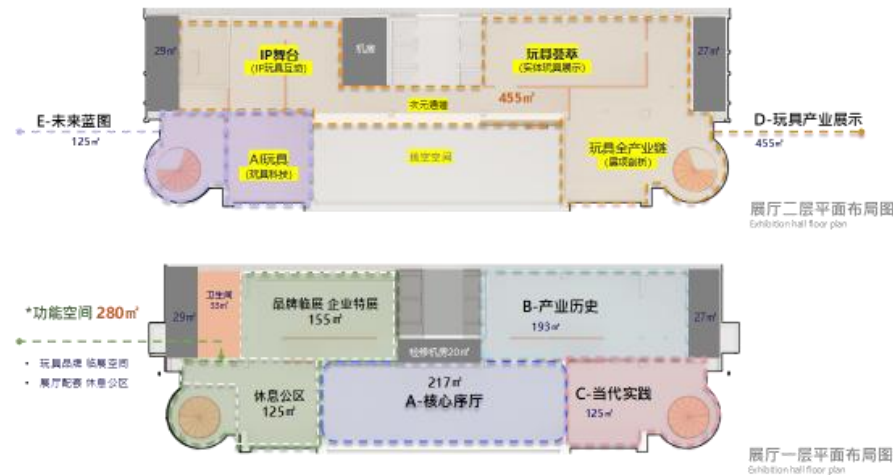 29㎡
IP舞台
(IP玩具互动)
机房
玩具荟萃
(实体玩具展示)
27㎡
次元通道
455㎡
E-未来蓝图
125㎡
AI玩具
(玩具科技)
挑空空间
玩具全产业链
D-玩具产业展示
455㎡
展厅二层平面布局图
Exhibition hall floor plan
*功能空间 280㎡
29㎡
卫生间
33㎡
品牌临展 企业特展
155㎡
检修机房20㎡
B-产业历史
193㎡
27㎡
• 玩具品牌 临展空间
• 展厅配套 休息公区
休息公区
125㎡
217㎡
A-核心序厅
C-当代实践
125㎡
展厅一层平面布局图
Exhibition hall floor plan